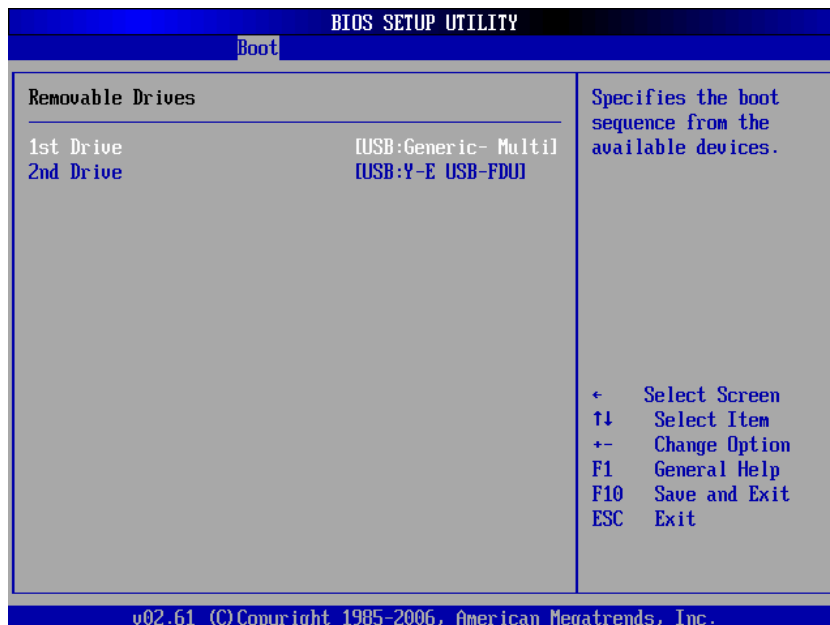 BIOS SETUP UTILITY
Boot
Removable Drives
1st Drive [USB:Generic- Multi]
2nd Drive [USB:Y-E USB-FDU]
Specifies the boot
sequence from the
available devices.
← Select Screen
↑↓ Select Item
+- Change Option
F1 General Help
F10 Save and Exit
ESC Exit
v02.61 (C)Copyright 1985-2006, American Megatrends, Inc.